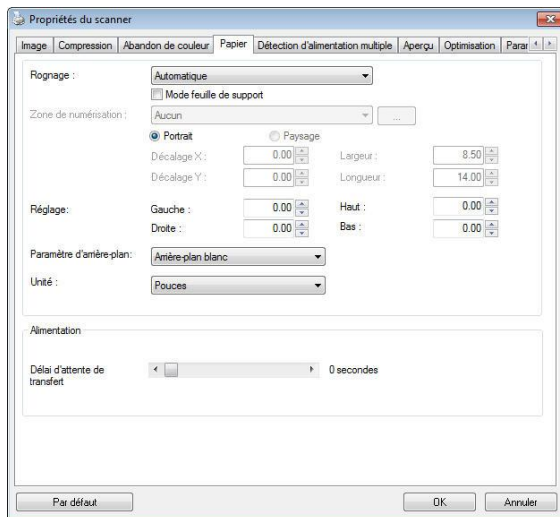 Propriétés du scanner
Image Compression Abandon de couleur Papier Détection d'alimentation multiple Aperçu Optimisation Parar
Rognage : Automatique
Mode feuille de support
Zone de numérisation : Aucun ...
Portrait Paysage
Décalage X : 0.00 Largeur : 8.50
Décalage Y : 0.00 Longueur : 14.00
Réglage: Gauche : 0.00 Haut : 0.00
Droite : 0.00 Bas : 0.00
Paramètre d'arrière-plan: Arrière-plan blanc
Unité : Pouces
Alimentation
Délai d'attente de
transfert
0 secondes
Par défaut OK Annuler